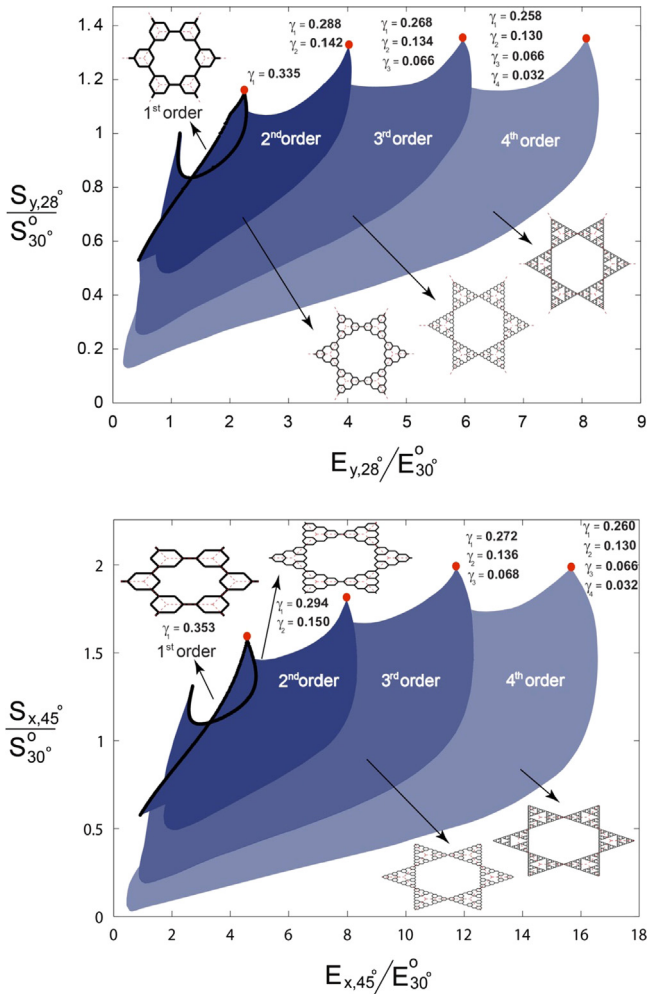 1.4
1.2
1
0.8
0.6
0.4
0.2
0
S y,28°
S° 30°
γ1 = 0.335
1st order
γ1 = 0.288
γ2 = 0.142
2nd order
γ1 = 0.268
γ2 = 0.134
γ3 = 0.066
3rd order
γ1 = 0.258
γ2 = 0.130
γ3 = 0.066
γ4 = 0.032
4th order
0 1 2 3 4 5 6 7 8 9
E y,28° / E° 30°
2
1.5
1
0.5
0
S x,45°
S° 30°
γ1 = 0.353
1st order
γ1 = 0.294
γ2 = 0.150
2nd order
γ1 = 0.272
γ2 = 0.136
γ3 = 0.068
3rd order
γ1 = 0.260
γ2 = 0.130
γ3 = 0.066
γ4 = 0.032
4th order
0 2 4 6 8 10 12 14 16 18
E x,45° / E° 30°